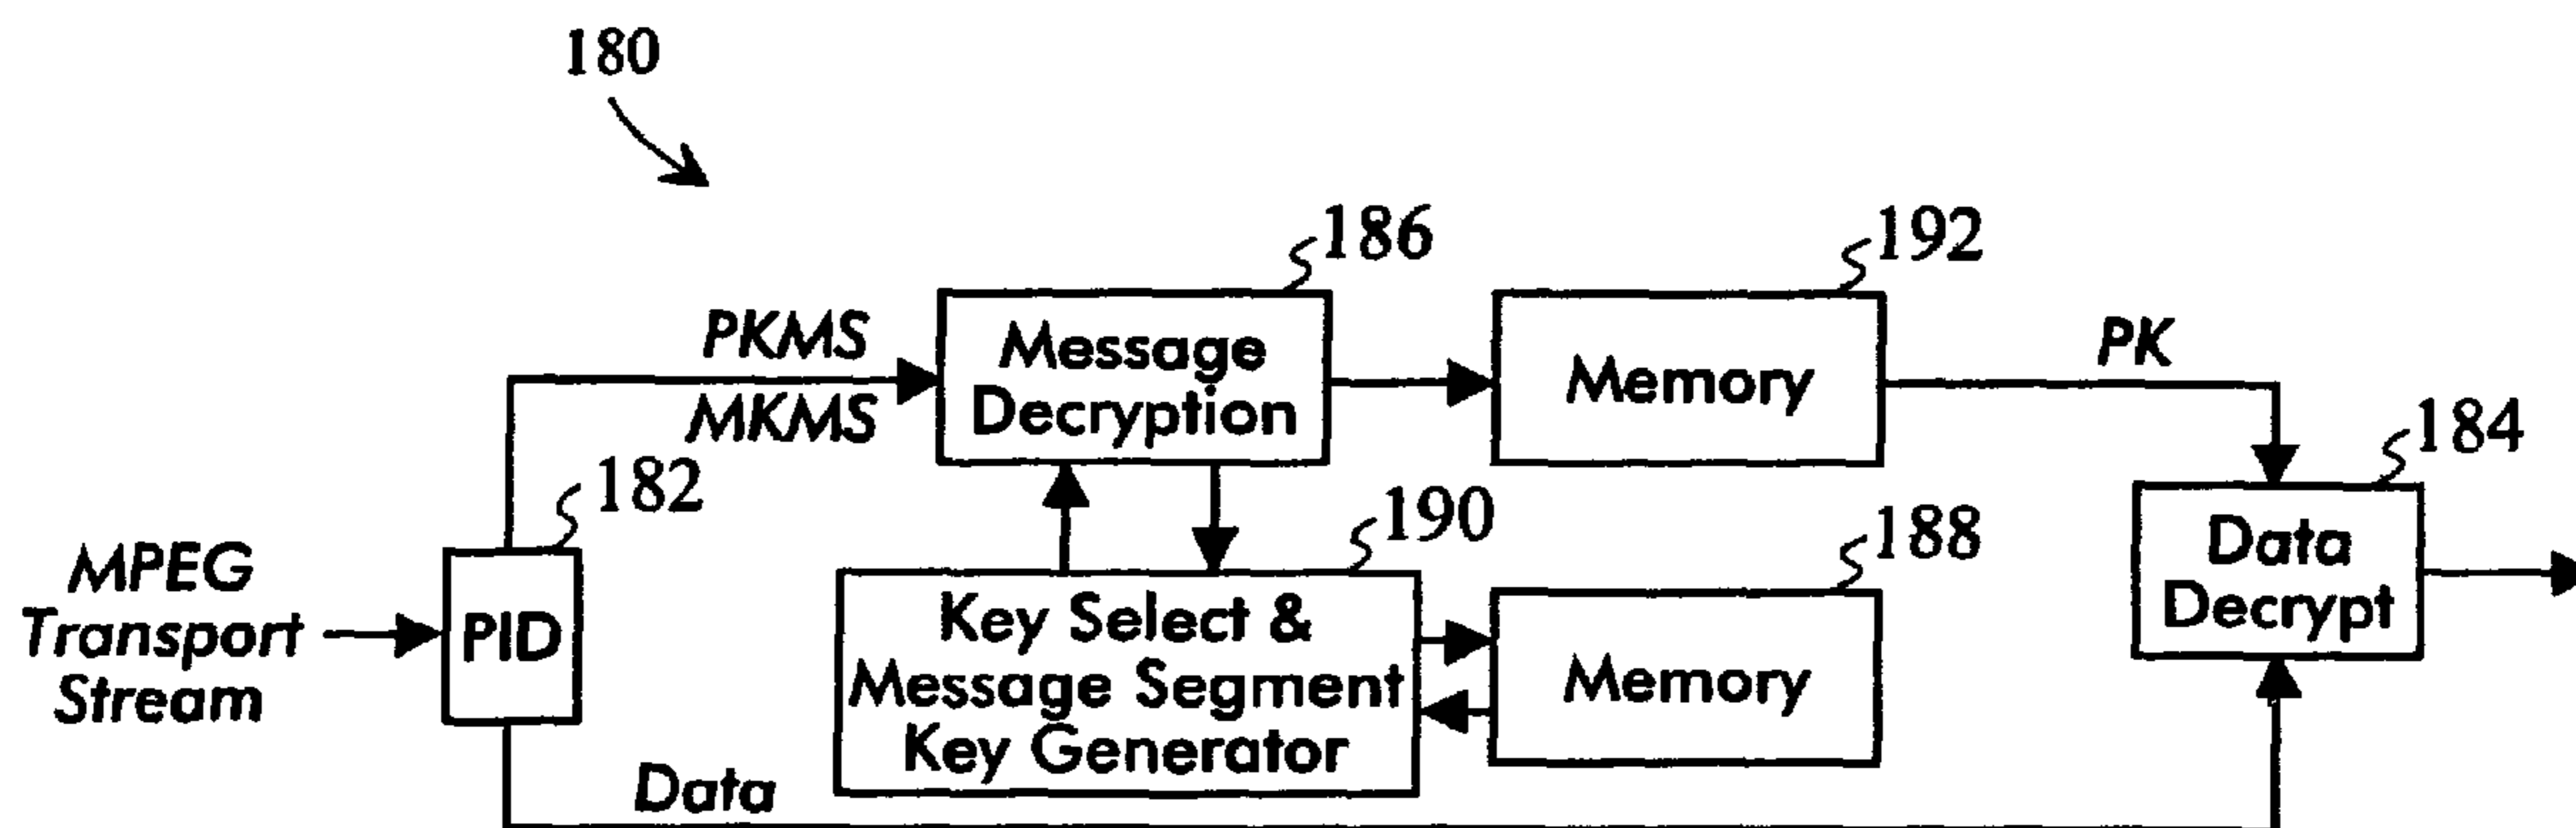 180
186
192
PKMS
MKMS
Message
Decryption
Memory
PK
184
182
190
188
MPEG
Transport
Stream
PID
Key Select &
Message Segment
Key Generator
Memory
Data
Decrypt
Data